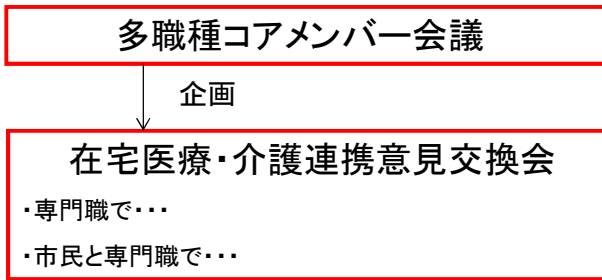 多職種コアメンバー会議
企画
在宅医療・介護連携意見交換会
・専門職で・・・
・市民と専門職で・・・